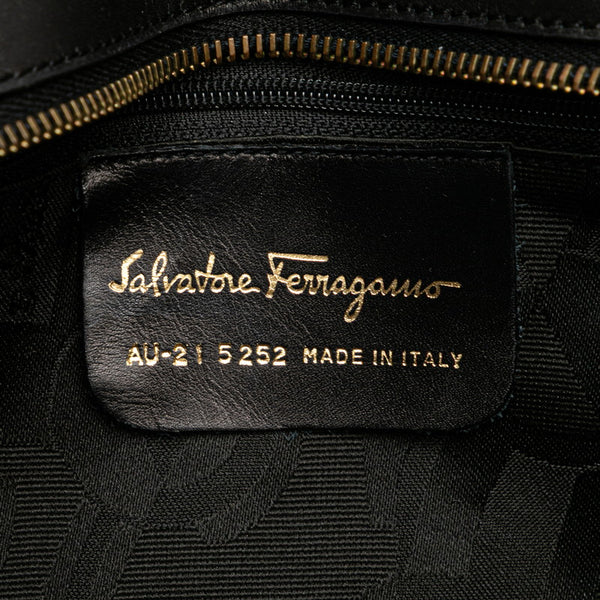 Salvatore Ferragamo
AU-21 5252 MADE IN ITALY